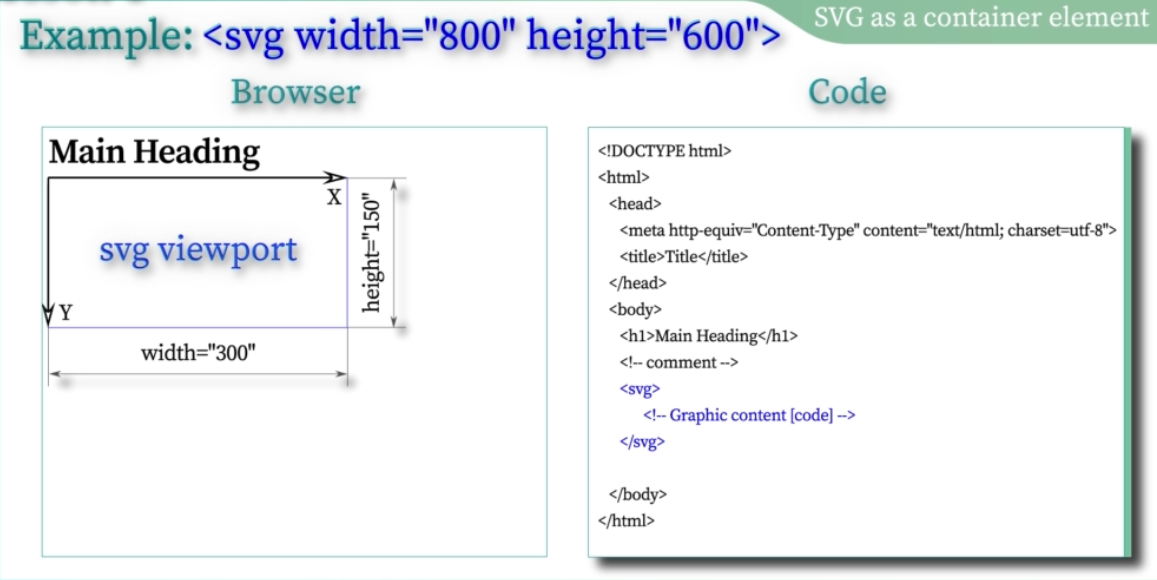 SVG as a container element
Example: <svg width="800" height="600">
Browser
Main Heading
X
svg viewport
height="150"
Y
width="300"
Code
<!DOCTYPE html>
<html>
<head>
<meta http-equiv="Content-Type" content="text/html; charset=utf-8">
<title>Title</title>
</head>
<body>
<h1>Main Heading</h1>
<!-- comment -->
<svg>
<!-- Graphic content [code] -->
</svg>
</body>
</html>